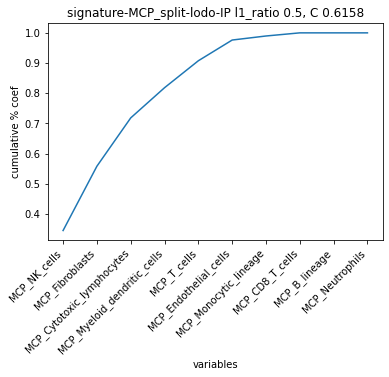 signature-MCP_split-lodo-IP l1_ratio 0.5, C 0.6158
cumulative % coef
1.0
0.9
0.8
0.7
0.6
0.5
0.4
MCP_NK_cells
MCP_Fibroblasts
MCP_Cytotoxic_lymphocytes
MCP_Myeloid_dendritic_cells
MCP_T_cells
MCP_Endothelial_cells
MCP_Monocytic_lineage
MCP_CD8_T_cells
MCP_B_lineage
MCP_Neutrophils
variables